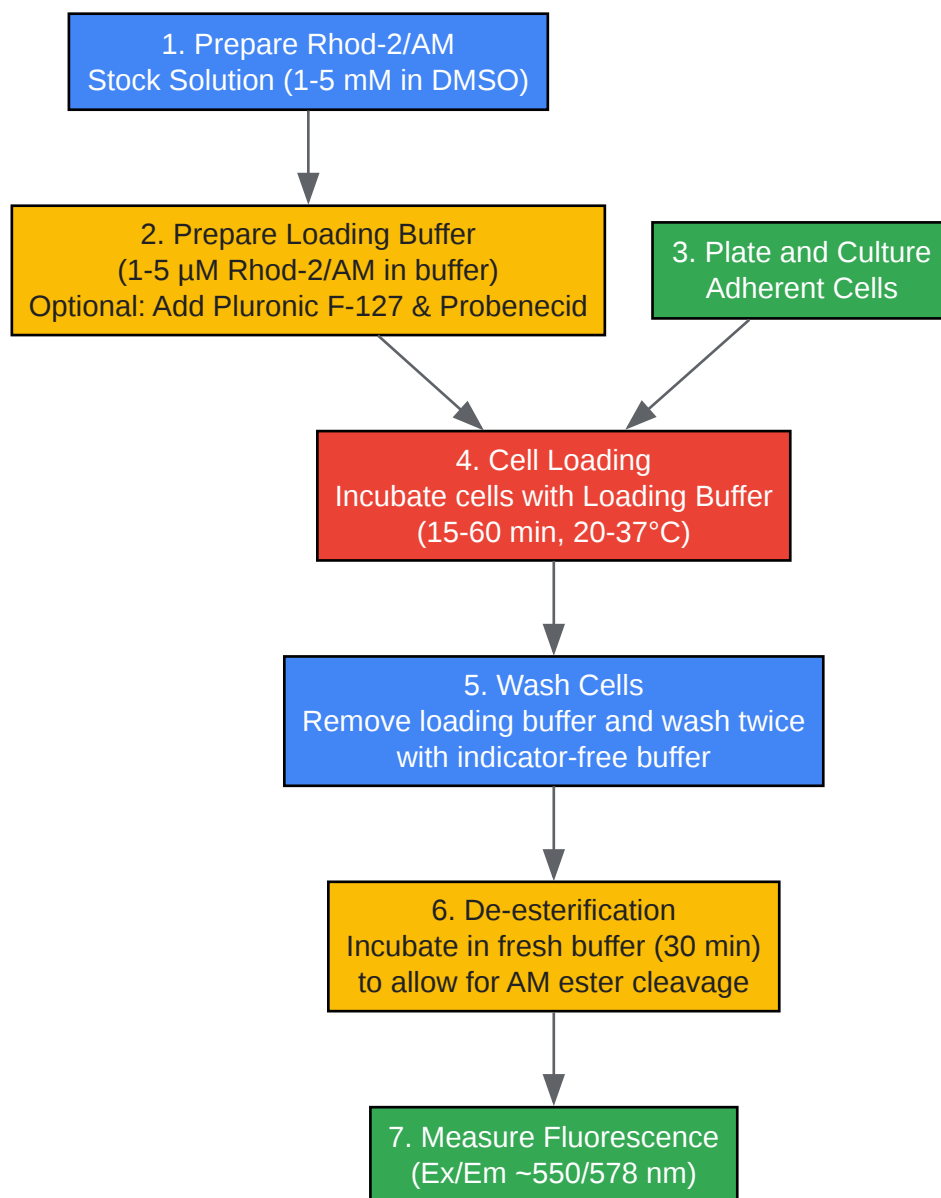 1. Prepare Rhod-2/AM
Stock Solution (1-5 mM in DMSO)
2. Prepare Loading Buffer
(1-5 µM Rhod-2/AM in buffer)
Optional: Add Pluronic F-127 & Probenecid
3. Plate and Culture
Adherent Cells
4. Cell Loading
Incubate cells with Loading Buffer
(15-60 min, 20-37°C)
5. Wash Cells
Remove loading buffer and wash twice
with indicator-free buffer
6. De-esterification
Incubate in fresh buffer (30 min)
to allow for AM ester cleavage
7. Measure Fluorescence
(Ex/Em ~550/578 nm)